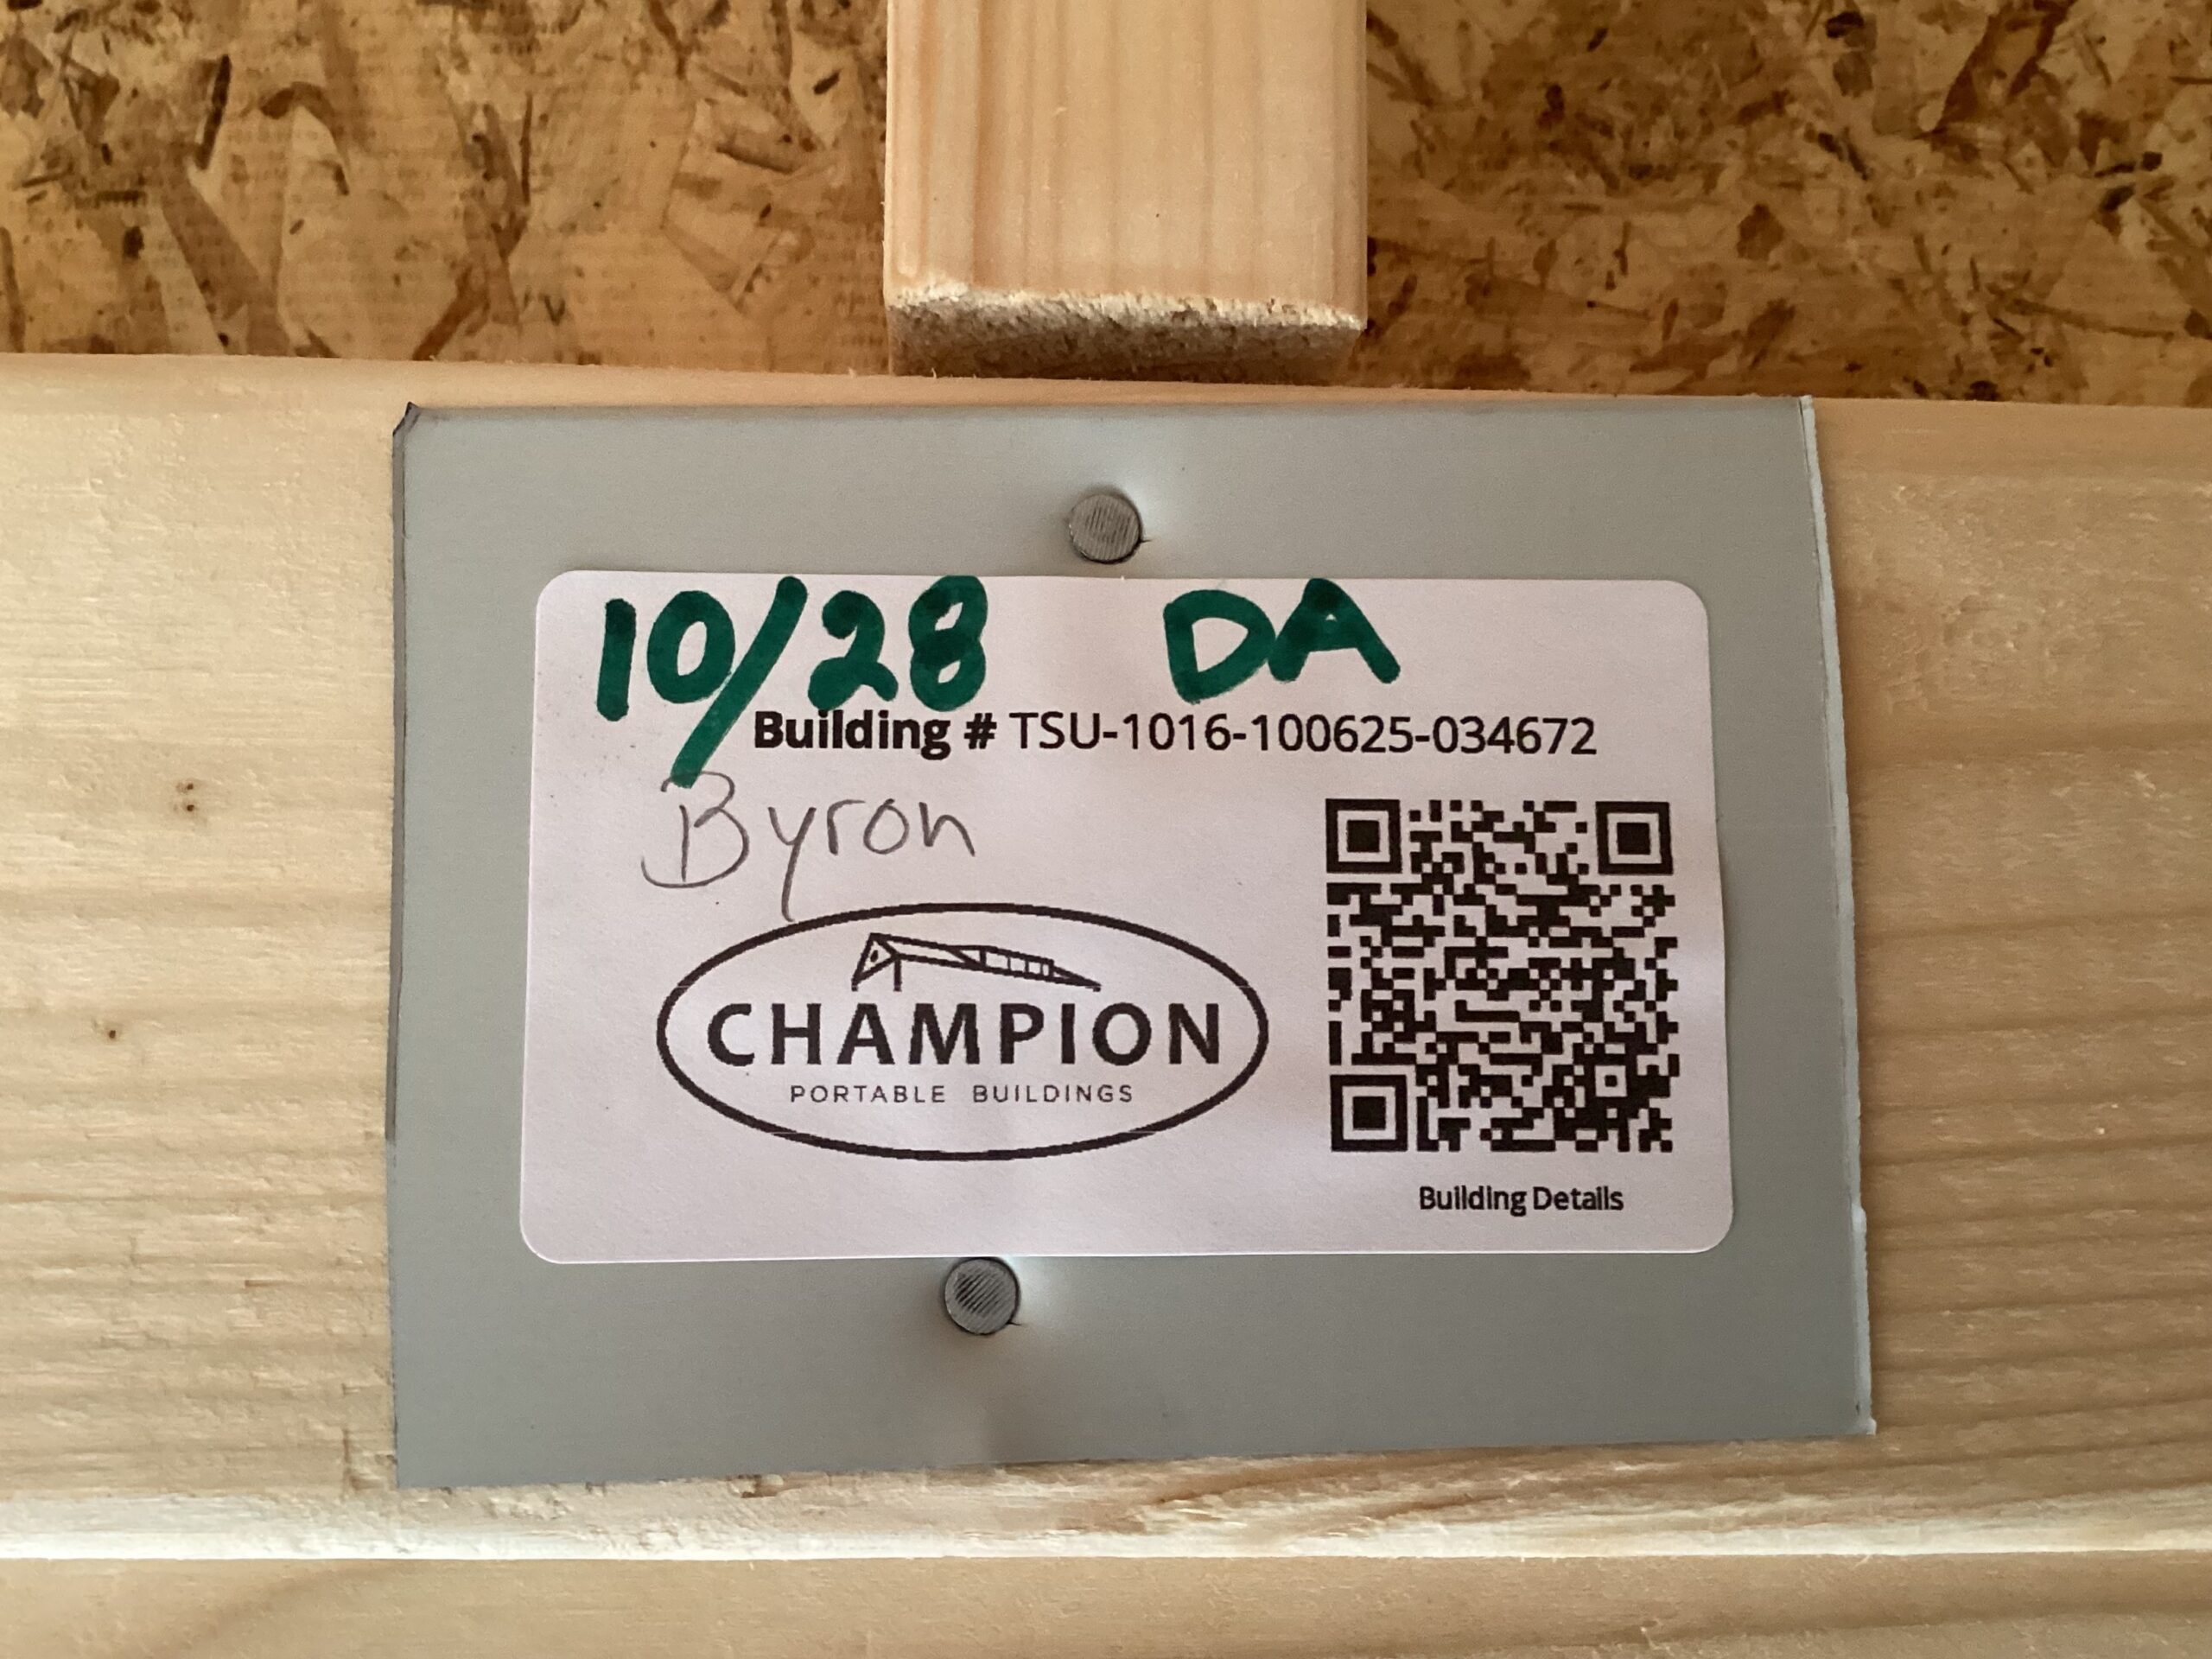 10/28 DA
Building # TSU-1016-100625-034672
Byron
CHAMPION
PORTABLE BUILDINGS
Building Details